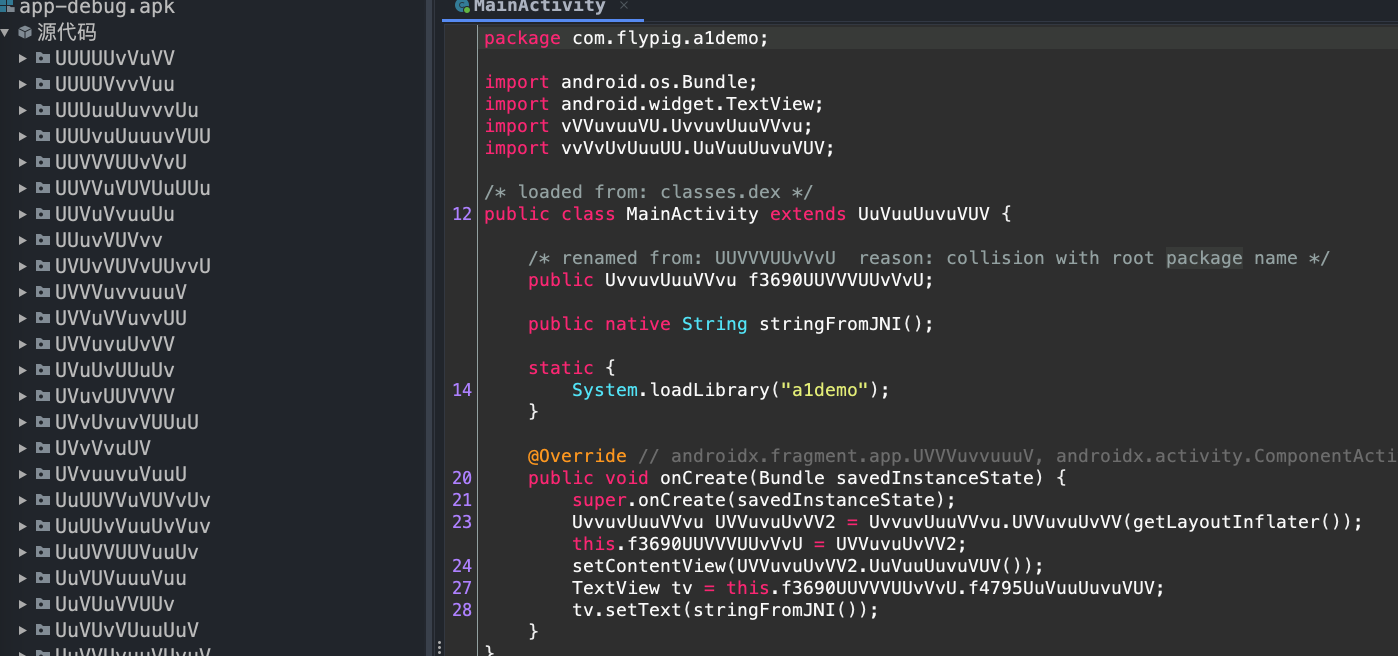 app-debug.apk
源代码
UUUUUvVuVV
UUUUVvvVuu
UUUuuUuvvvUu
UUUvuUuuuvVUU
UUVVVUUvVvU
UUVVuVUVUuUUu
UUVuVvuuUu
UUuvVUVvv
UVUvVUVvUUvvU
UVVVuvvuuuV
UVVuVVuvvUU
UVVuvuUvVV
UVuUvUUuUv
UVuvUUVVVV
UVvUvuvVUUuU
UVvVvuUV
UVvuuvuVuuU
UuUUVVuVUVvUv
UuUUvVuuUvVuv
UuUVVUUVuuUv
UuVUVuuuVuu
UuVUuVVUUv
UuVUvVUuuUuV
MainActivity ×
package com.flypig.a1demo;
import android.os.Bundle;
import android.widget.TextView;
import vVVuvuuVU.UvvuvUuuVVvu;
import vvVvUvUuuUU.UuVuuUuvuVUV;
/* loaded from: classes.dex */
12 public class MainActivity extends UuVuuUuvuVUV {
/* renamed from: UUVVVUUvVvU  reason: collision with root package name */
public UvvuvUuuVVvu f3690UUVVVUUvVvU;
public native String stringFromJNI();
static {
14 System.loadLibrary("a1demo");
}
@Override // androidx.fragment.app.UVVVuvvuuuV, androidx.activity.ComponentActi
20 public void onCreate(Bundle savedInstanceState) {
21 super.onCreate(savedInstanceState);
23 UvvuvUuuVVvu UVVuvuUvVV2 = UvvuvUuuVVvu.UVVuvuUvVV(getLayoutInflater());
this.f3690UUVVVUUvVvU = UVVuvuUvVV2;
24 setContentView(UVVuvuUvVV2.UuVuuUuvuVUV());
27 TextView tv = this.f3690UUVVVUUvVvU.f4795UuVuuUuvuVUV;
28 tv.setText(stringFromJNI());
}
}